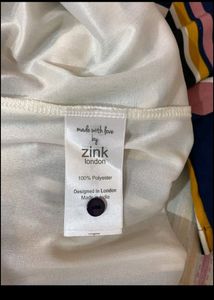 made with love
by
zink
london
100% Polyester
Designed in London
Made in India